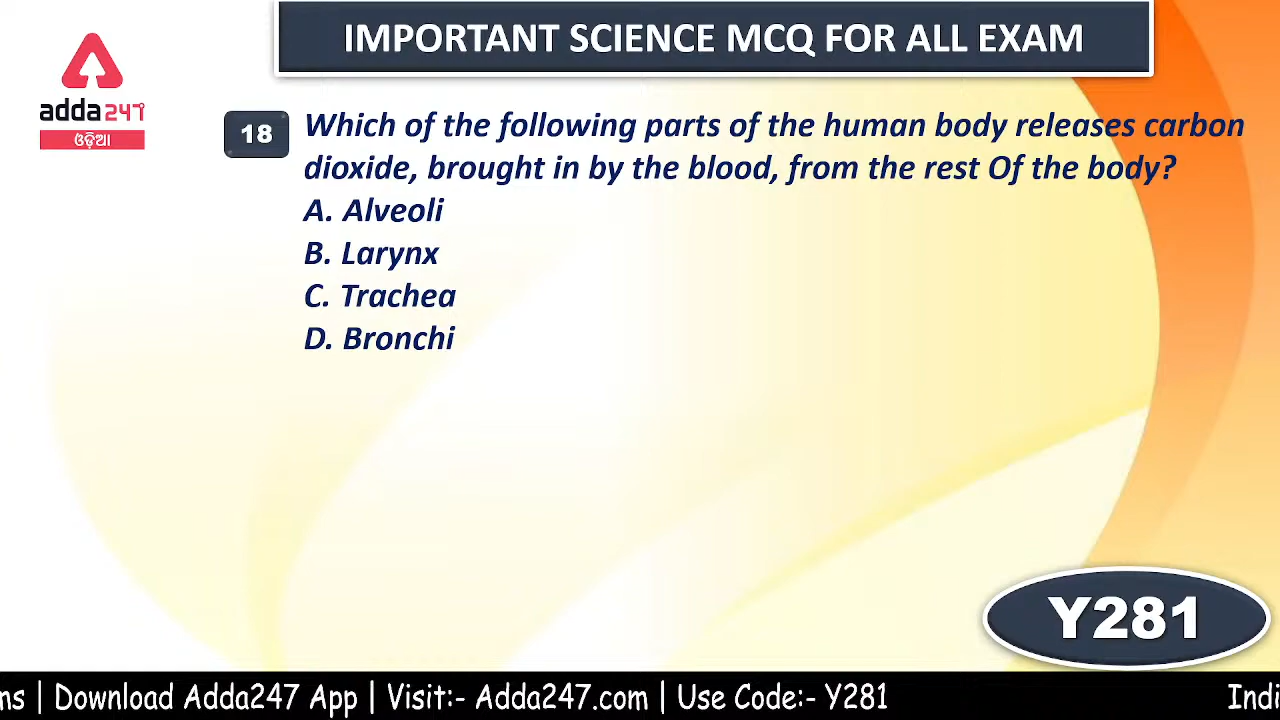 IMPORTANT SCIENCE MCQ FOR ALL EXAM
adda247
ଓଡ଼ିଆ
18
Which of the following parts of the human body releases carbon
dioxide, brought in by the blood, from the rest Of the body?
A. Alveoli
B. Larynx
C. Trachea
D. Bronchi
Y281
ns | Download Adda247 App | Visit:- Adda247.com | Use Code:- Y281
Indi